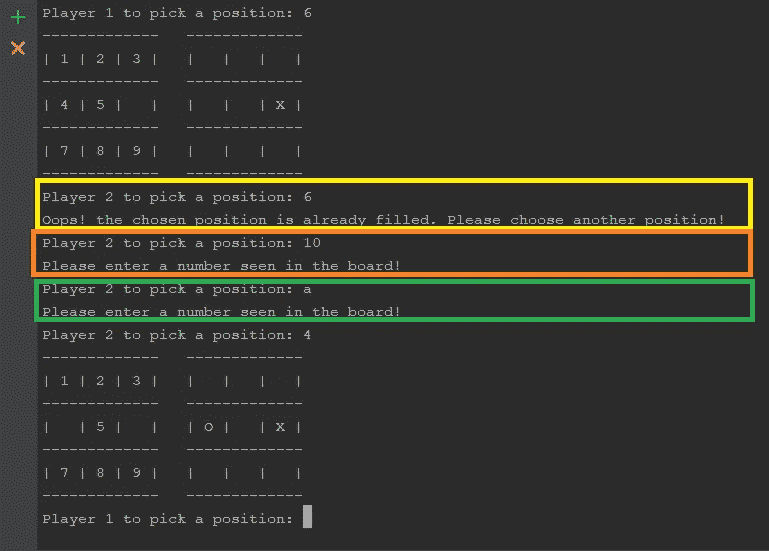 Player 1 to pick a position: 6
-------------   -------------
| 1 | 2 | 3 |   |   |   |   |
-------------   -------------
| 4 | 5 |   |   |   |   | X |
-------------   -------------
| 7 | 8 | 9 |   |   |   |   |
-------------   -------------
Player 2 to pick a position: 6
Oops! the chosen position is already filled. Please choose another position!
Player 2 to pick a position: 10
Please enter a number seen in the board!
Player 2 to pick a position: a
Please enter a number seen in the board!
Player 2 to pick a position: 4
-------------   -------------
| 1 | 2 | 3 |   |   |   |   |
-------------   -------------
|   | 5 |   |   | O |   | X |
-------------   -------------
| 7 | 8 | 9 |   |   |   |   |
-------------   -------------
Player 1 to pick a position: